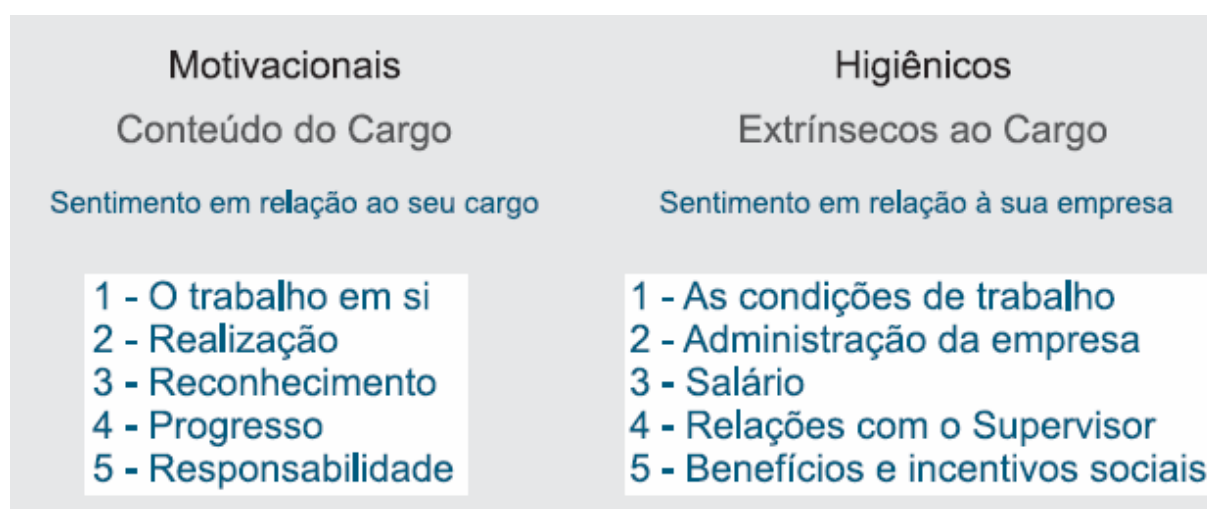 Motivacionais
Conteúdo do Cargo
Sentimento em relação ao seu cargo
1 - O trabalho em si
2 - Realização
3 - Reconhecimento
4 - Progresso
5 - Responsabilidade
Higiênicos
Extrínsecos ao Cargo
Sentimento em relação à sua empresa
1 - As condições de trabalho
2 - Administração da empresa
3 - Salário
4 - Relações com o Supervisor
5 - Benefícios e incentivos sociais